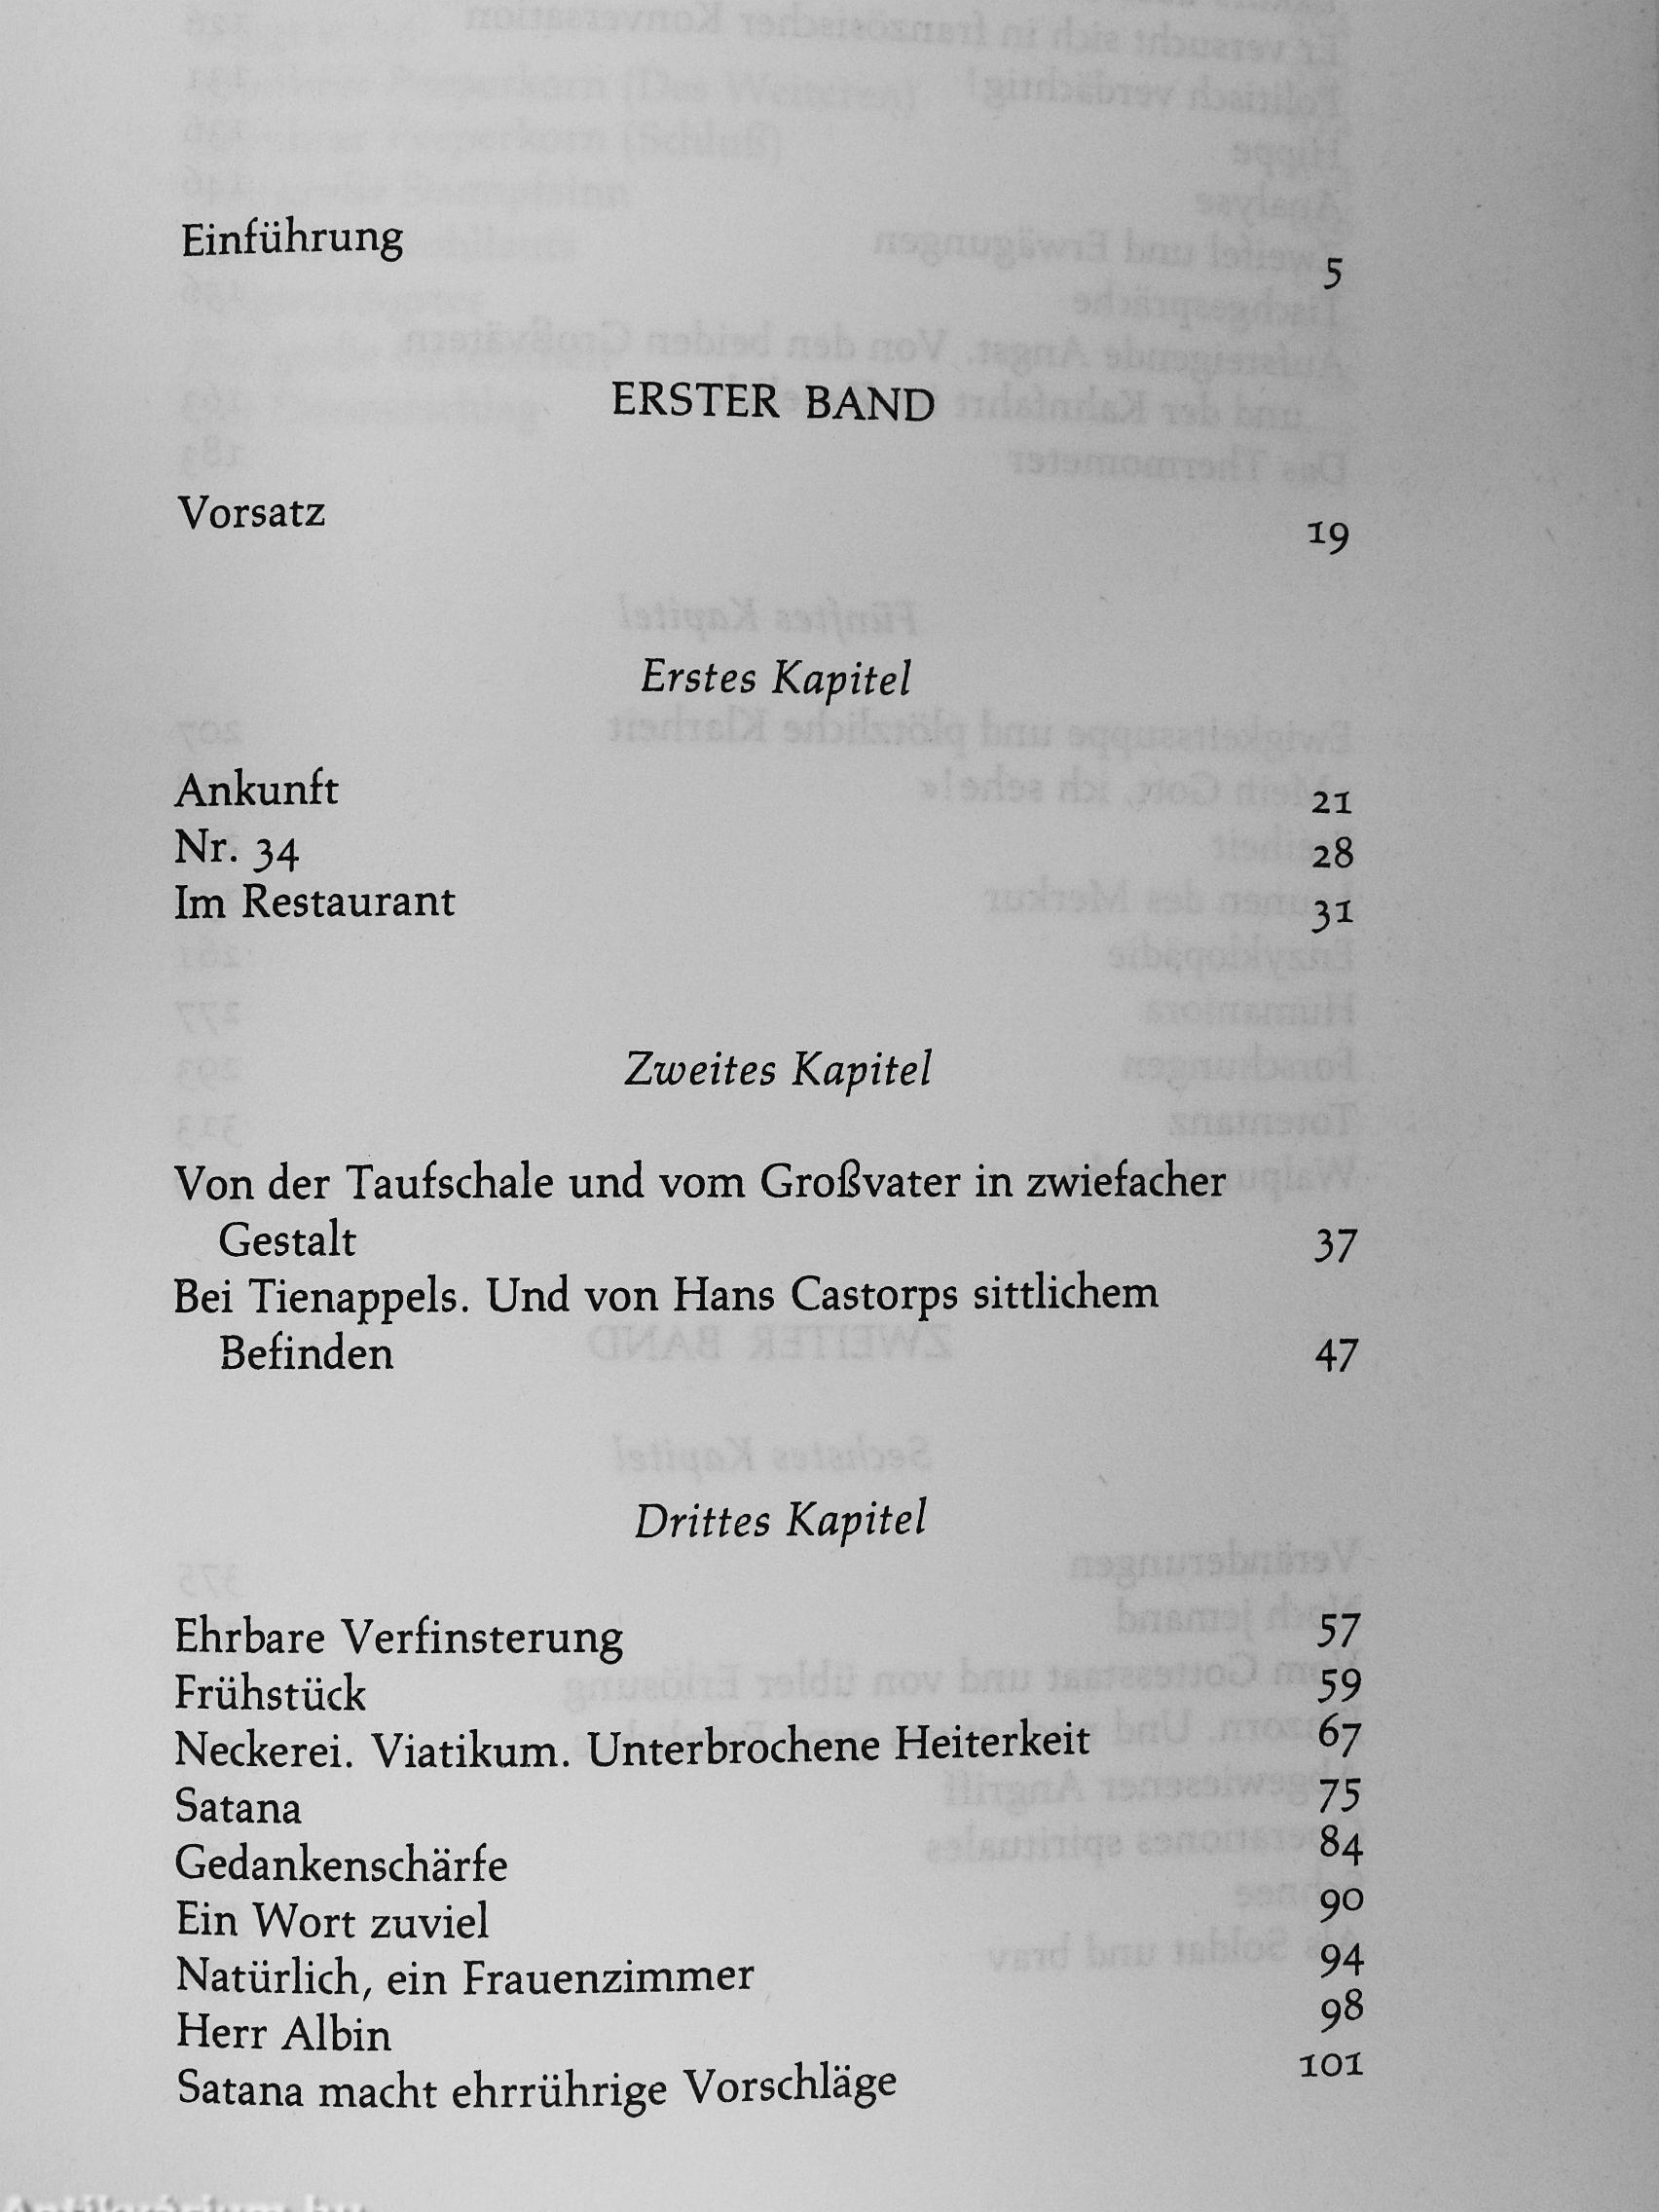 Einführung 5
ERSTER BAND
Vorsatz 19
Erstes Kapitel
Ankunft 21
Nr. 34 28
Im Restaurant 31
Zweites Kapitel
Von der Taufschale und vom Großvater in zwiefacher
Gestalt 37
Bei Tienappels. Und von Hans Castorps sittlichem
Befinden 47
Drittes Kapitel
Ehrbare Verfinsterung 57
Frühstück 59
Neckerei. Viatikum. Unterbrochene Heiterkeit 67
Satana 75
Gedankenschärfe 84
Ein Wort zuviel 90
Natürlich, ein Frauenzimmer 94
Herr Albin 98
Satana macht ehrrührige Vorschläge 101